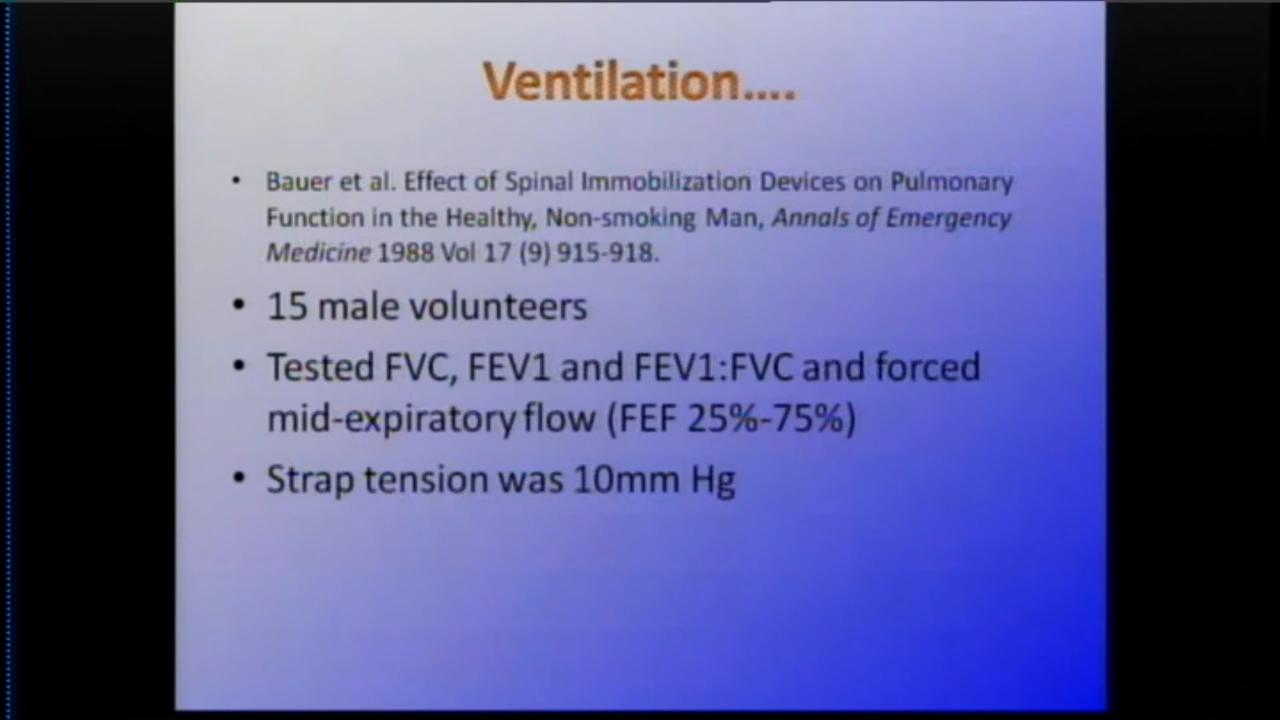 Ventilation....
• Bauer et al. Effect of Spinal Immobilization Devices on Pulmonary
Function in the Healthy, Non-smoking Man, Annals of Emergency
Medicine 1988 Vol 17 (9) 915-918.
• 15 male volunteers
• Tested FVC, FEV1 and FEV1:FVC and forced
mid-expiratory flow (FEF 25%-75%)
• Strap tension was 10mm Hg